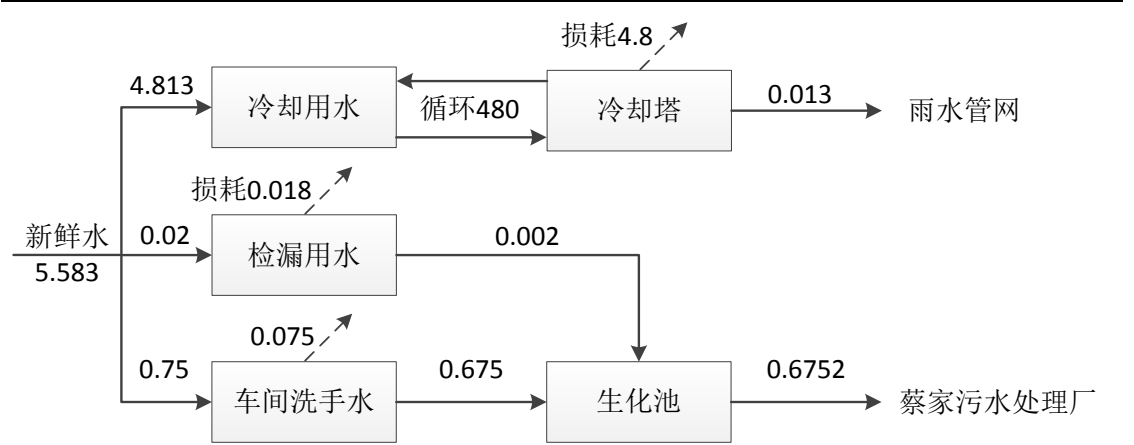 损耗4.8
4.813
冷却用水
循环480
冷却塔
0.013
雨水管网
损耗0.018
新鲜水
5.583
0.02
检漏用水
0.002
0.075
0.75
车间洗手水
0.675
生化池
0.6752
蔡家污水处理厂